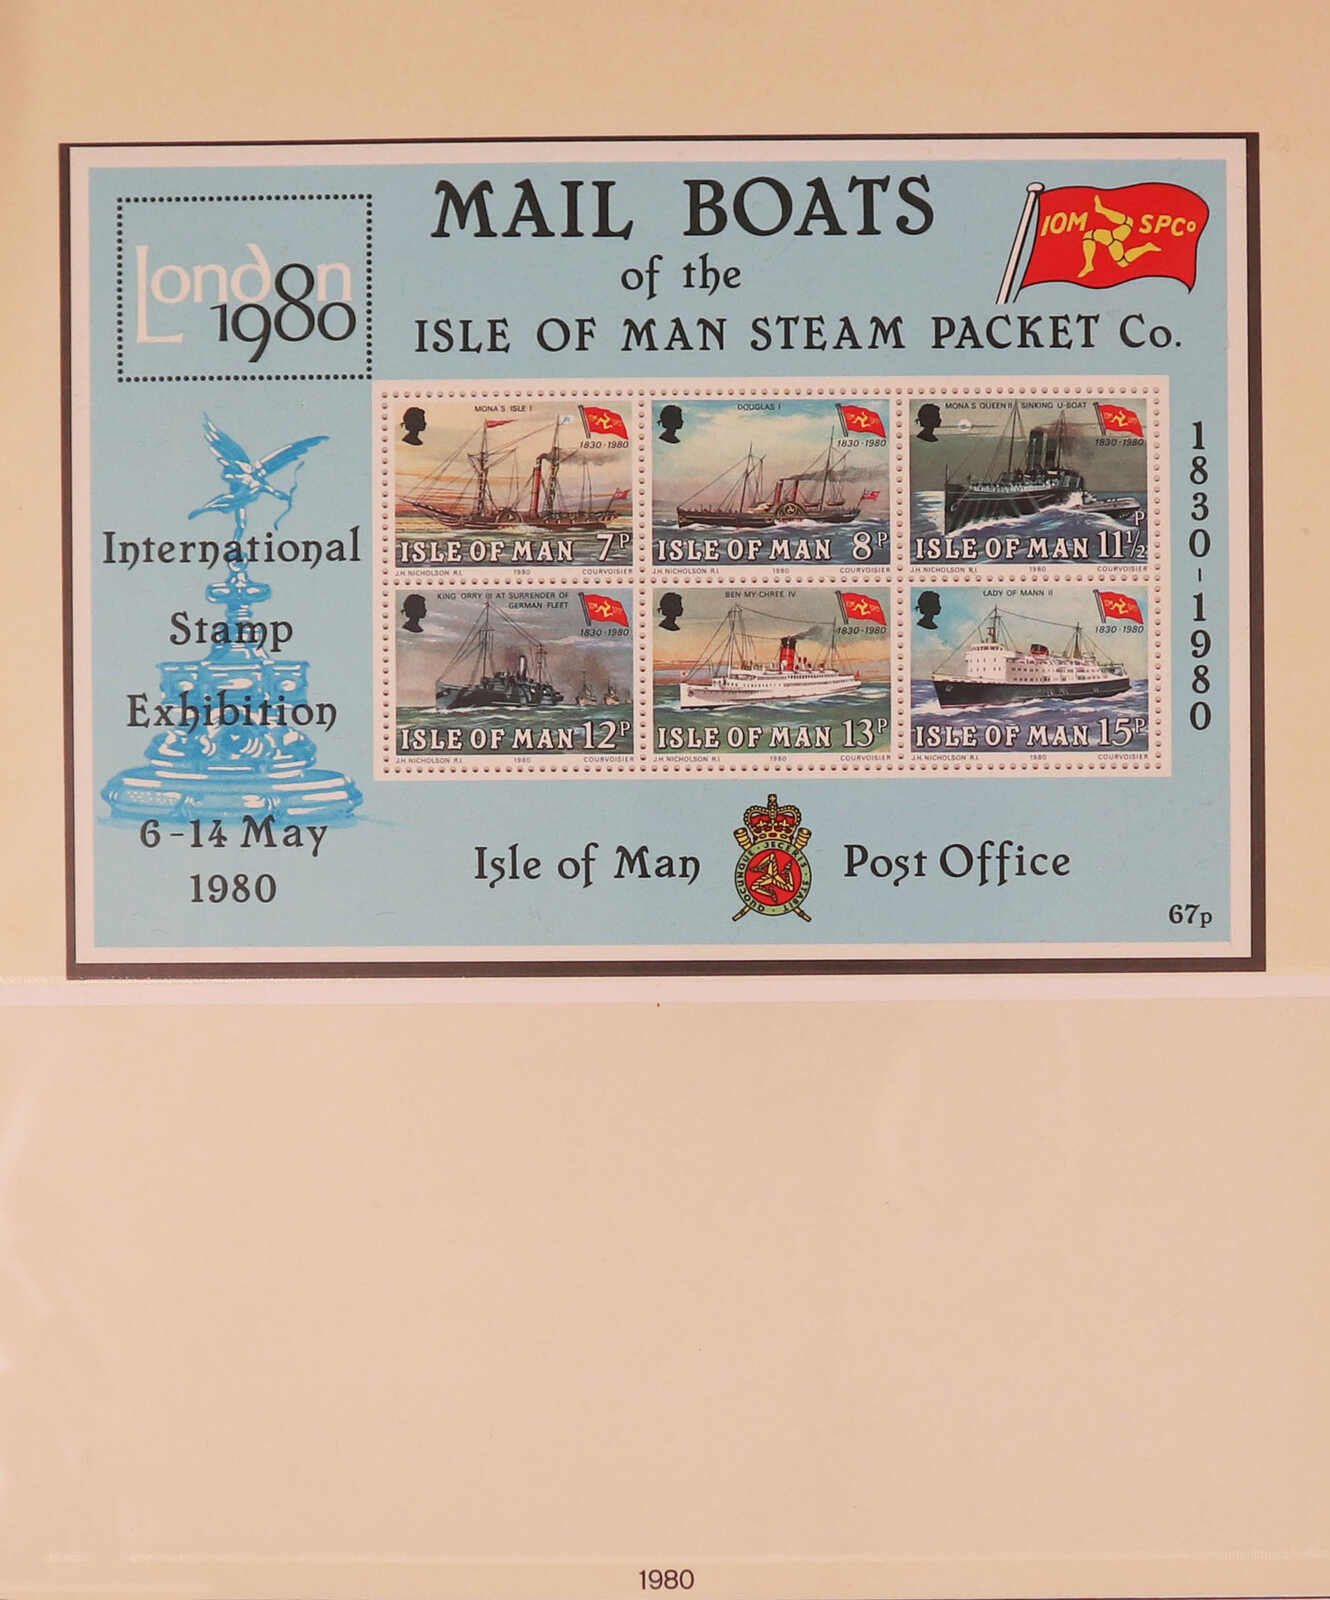 London
1980
MAIL BOATS
of the
ISLE OF MAN STEAM PACKET Co.
IOM SPCo
International
Stamp
Exhibition
6-14 May
1980
MONA'S ISLE I
1830-1980
ISLE OF MAN 7P
J.H. NICHOLSON R.I. 1980 COURVOISIER
DOUGLAS I
1830-1980
ISLE OF MAN 8P
J.H. NICHOLSON R.I. 1980 COURVOISIER
MONA'S QUEEN II SINKING U-BOAT
1830-1980
ISLE OF MAN 11½P
J.H. NICHOLSON R.I. 1980 COURVOISIER
KING ORRY III AT SURRENDER OF
GERMAN FLEET
1830-1980
ISLE OF MAN 12P
J.H. NICHOLSON R.I. 1980 COURVOISIER
BEN-MY-CHREE IV
1830-1980
ISLE OF MAN 13P
J.H. NICHOLSON R.I. 1980 COURVOISIER
LADY OF MANN II
1830-1980
ISLE OF MAN 15P
J.H. NICHOLSON R.I. 1980 COURVOISIER
1830-1980
Isle of Man Post Office
QUOCUNQUE · JECERIS · STABIT
67p
1980